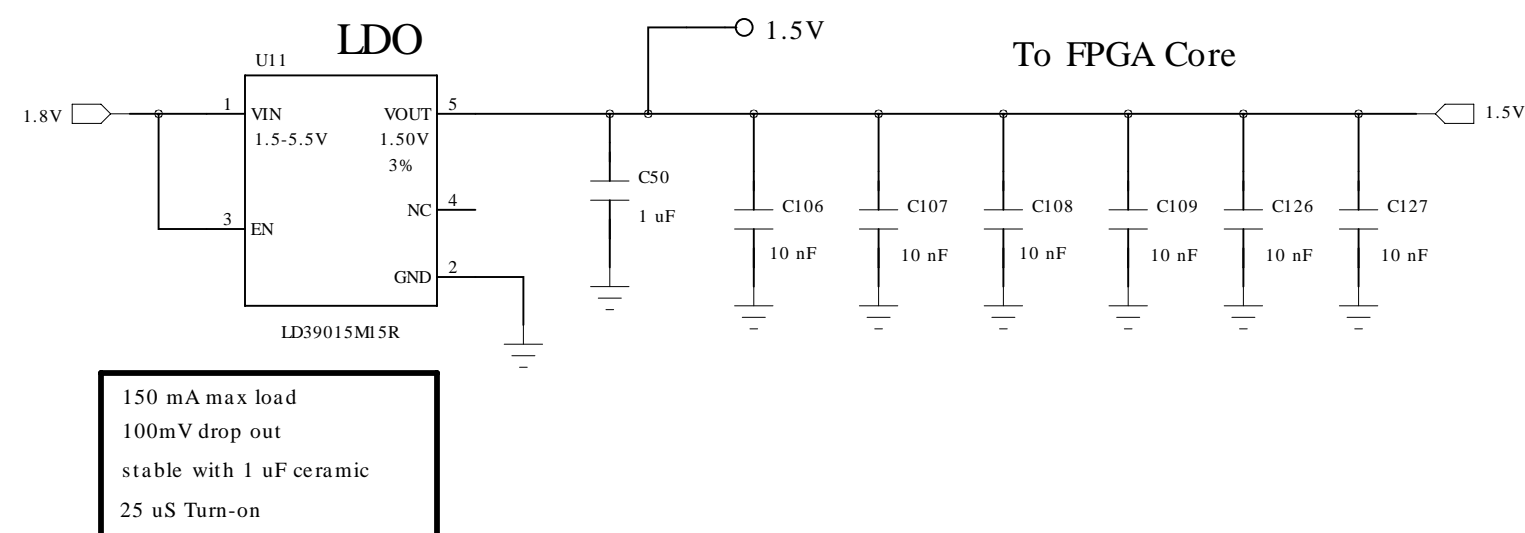 LDO
1.5V
To FPGA Core
U11
1.8V
1 VIN
VOUT 5
1.5-5.5V
1.50V
3%
1.5V
C50
1 uF
NC 4
3 EN
GND 2
C106
10 nF
C107
10 nF
C108
10 nF
C109
10 nF
C126
10 nF
C127
10 nF
LD39015M15R
150 mA max load
100mV drop out
stable with 1 uF ceramic
25 uS Turn-on